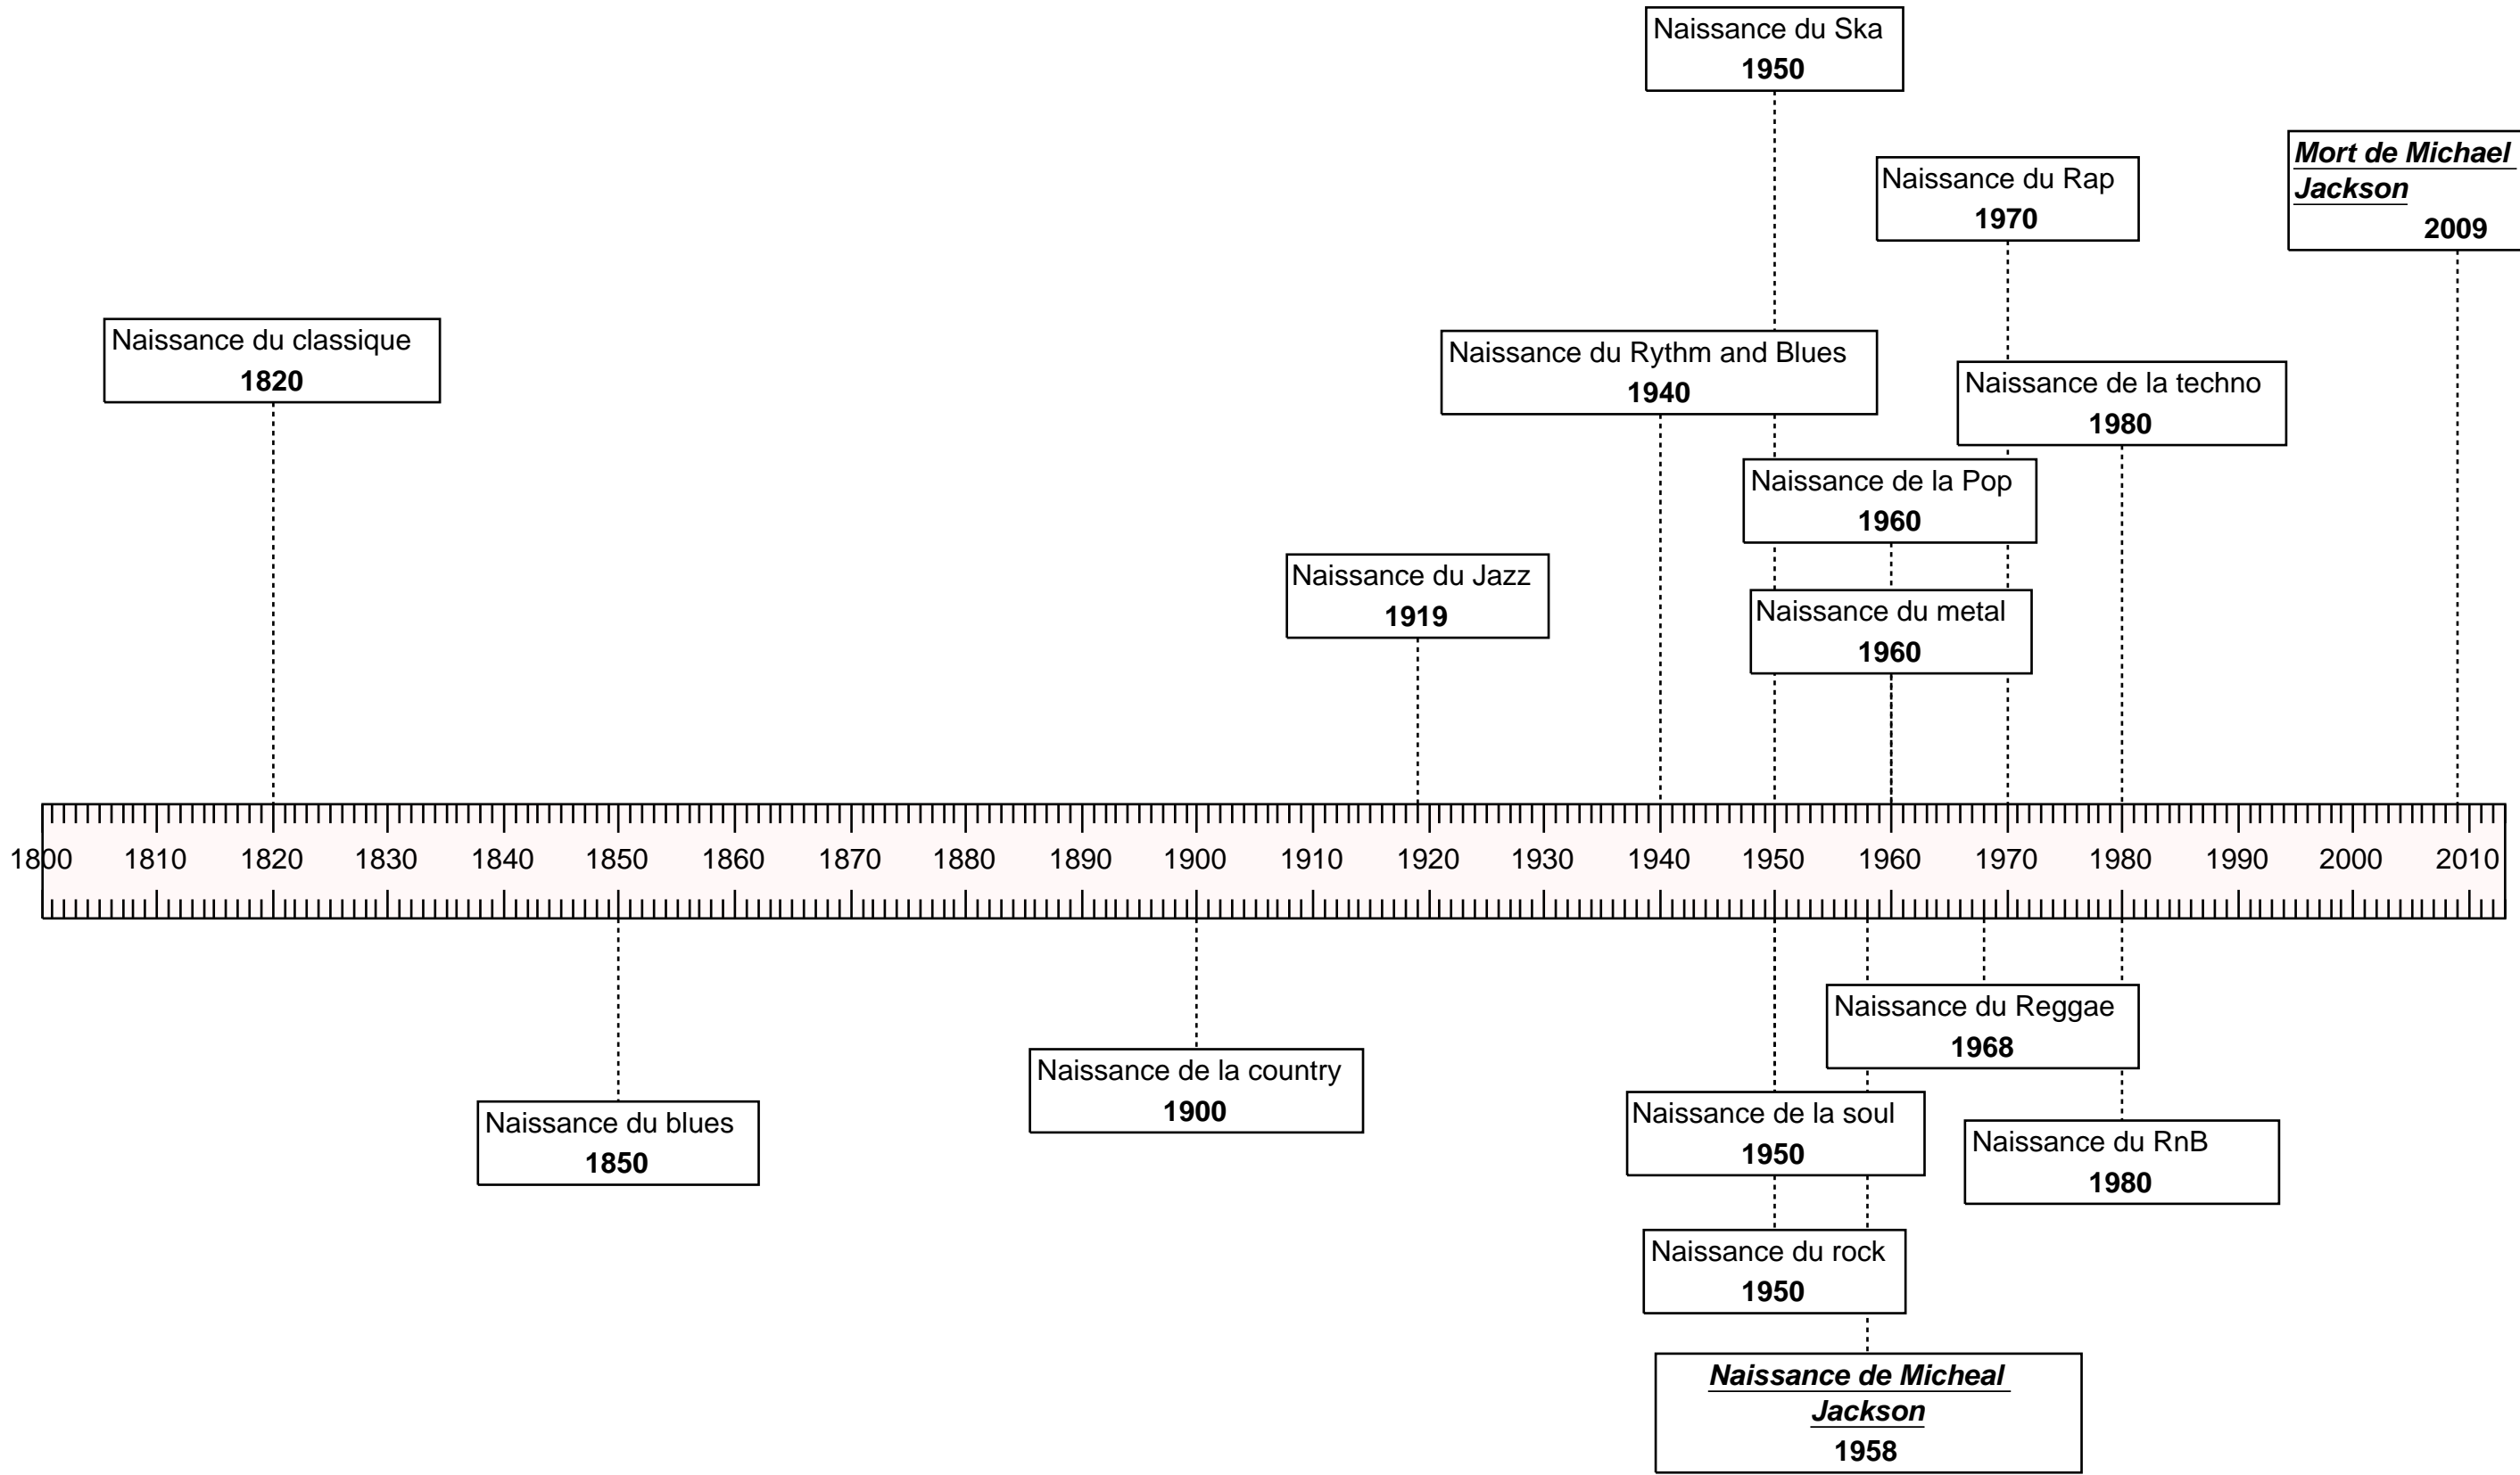 Naissance du Ska
1950
Mort de Michael
Jackson
2009
Naissance du Rap
1970
Naissance du classique
1820
Naissance du Rythm and Blues
1940
Naissance de la techno
1980
Naissance de la Pop
1960
Naissance du Jazz
1919
Naissance du metal
1960
1800 1810 1820 1830 1840 1850 1860 1870 1880 1890 1900 1910 1920 1930 1940 1950 1960 1970 1980 1990 2000 2010
Naissance du Reggae
1968
Naissance de la country
1900
Naissance de la soul
1950
Naissance du blues
1850
Naissance du RnB
1980
Naissance du rock
1950
Naissance de Micheal
Jackson
1958